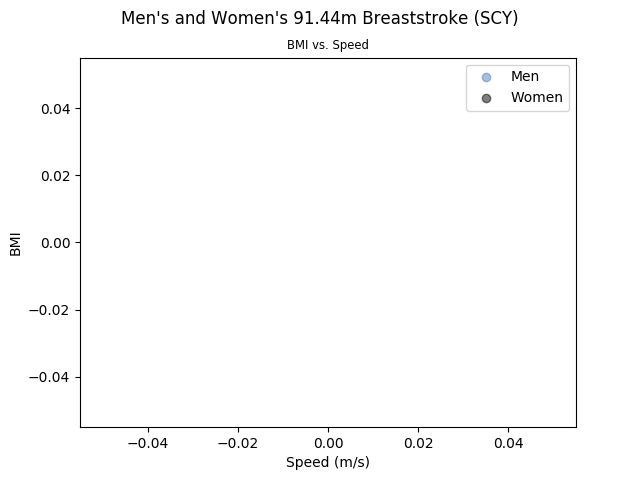 Men's and Women's 91.44m Breaststroke (SCY)
BMI vs. Speed
Men
Women
0.04
0.02
0.00
−0.02
−0.04
BMI
−0.04
−0.02
0.00
0.02
0.04
Speed (m/s)